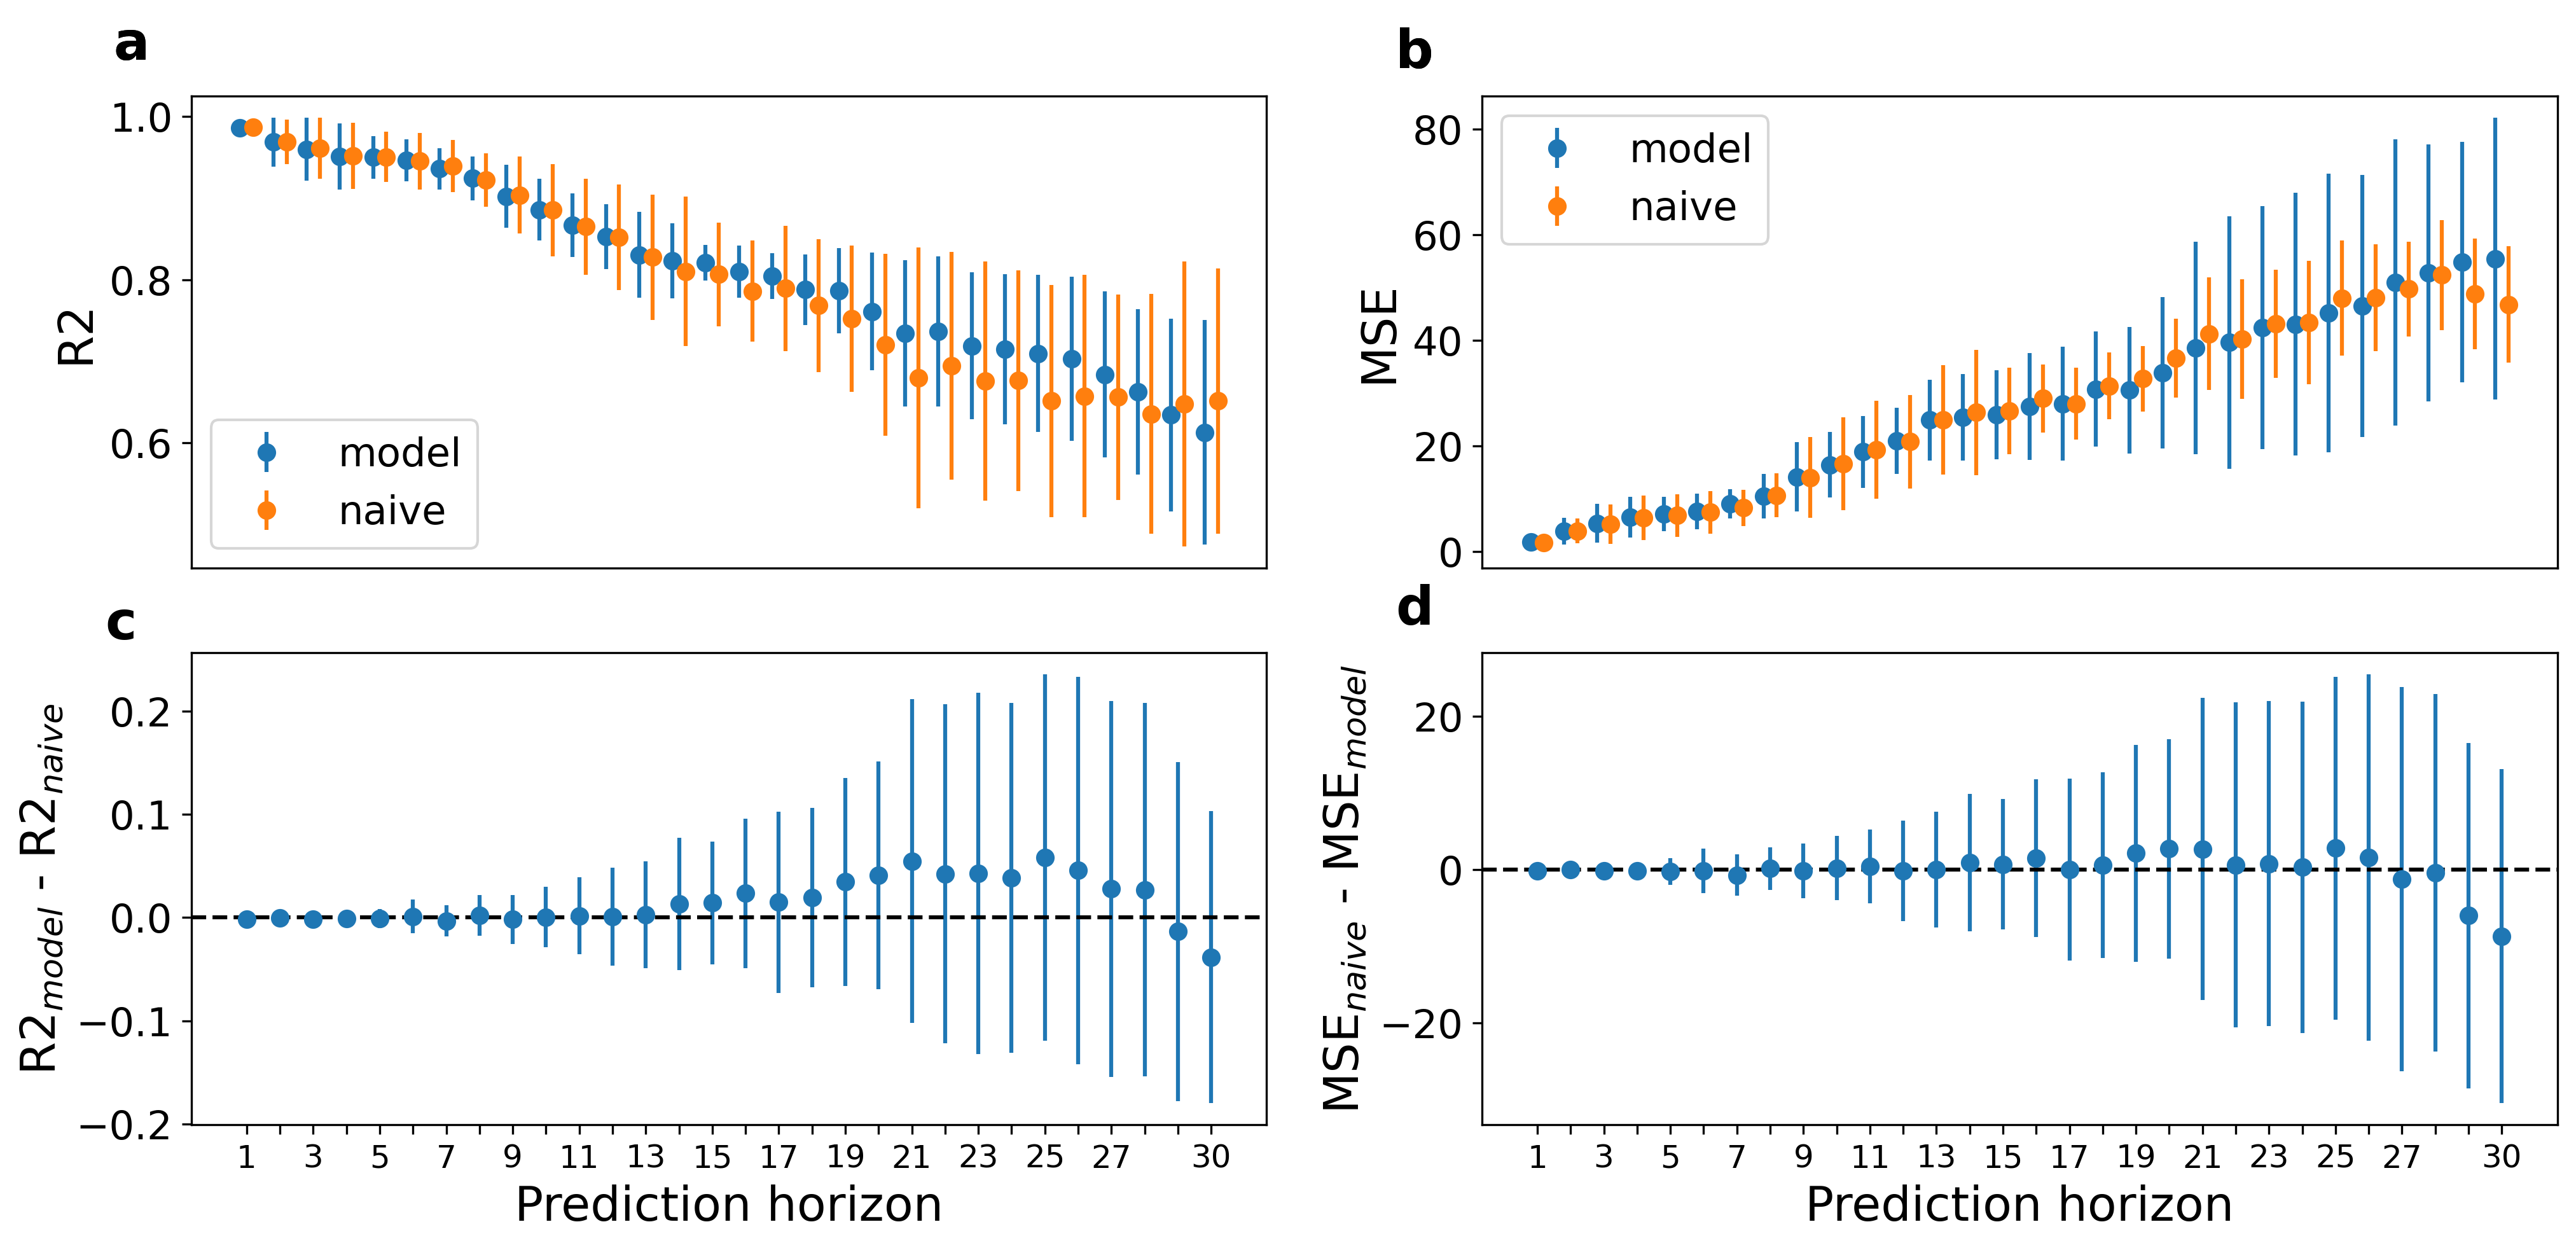 a
1.0
0.8
0.6
R2
model
naive
b
80
60
40
20
0
MSE
model
naive
c
0.2
0.1
0.0
−0.1
−0.2
R2model - R2naive
1 3 5 7 9 11 13 15 17 19 21 23 25 27 30
Prediction horizon
d
20
0
−20
MSEnaive - MSEmodel
1 3 5 7 9 11 13 15 17 19 21 23 25 27 30
Prediction horizon